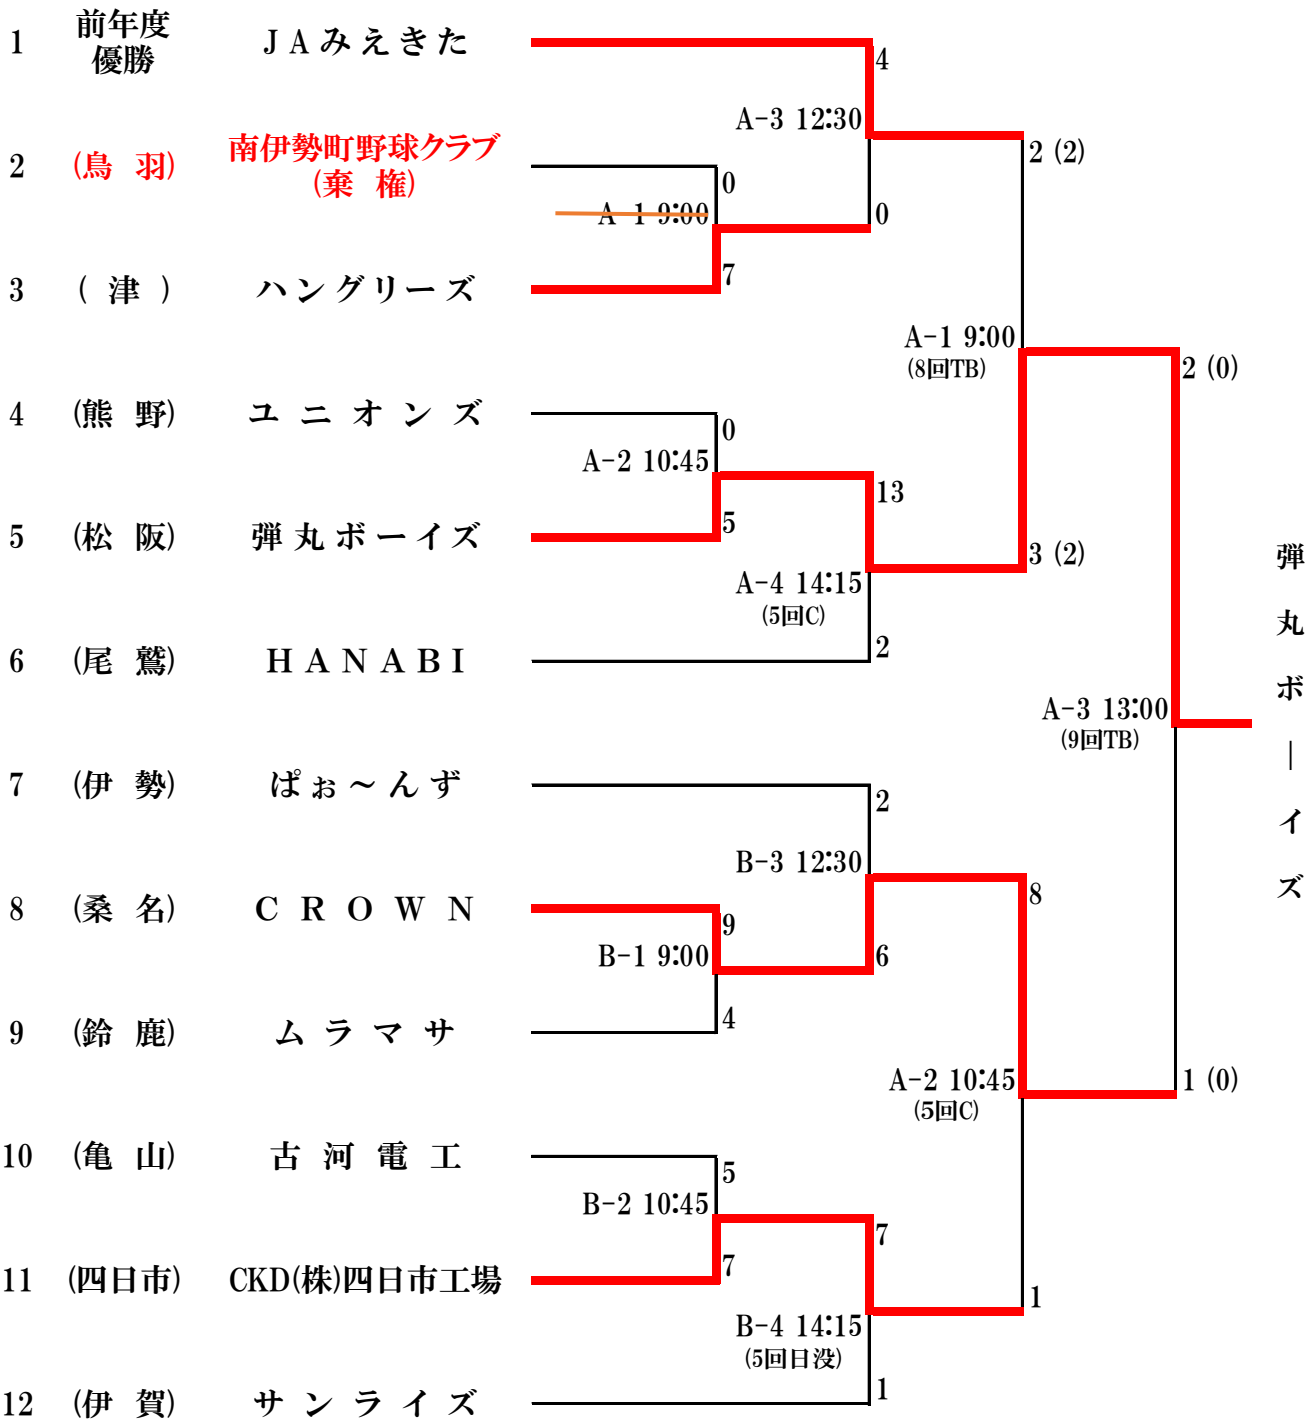 1 前年度 優勝 JAみえきた
2 (鳥 羽) 南伊勢町野球クラブ
(棄 権)
3 (津) ハングリーズ
4 (熊 野) ユニオンズ
5 (松 阪) 弾丸ボーイズ
6 (尾 鷲) HANABI
7 (伊 勢) ぱぉ～んず
8 (桑 名) CROWN
9 (鈴 鹿) ムラマサ
10 (亀 山)古河電工
11 (四日市) CKD(株)四日市工場
12 (伊 賀) サンライズ
4
A-3 12:30
0
0
A-1 9:00
7
2 (2)
A-1 9:00
(8回TB)
3 (2)
0
A-2 10:45
5
13
A-4 14:15
(5回C)
2
2 (0)
A-3 13:00
(9回TB)
1 (0)
2
B-3 12:30
6
9
B-1 9:00
4
8
A-2 10:45
(5回C)
1
5
B-2 10:45
7
7
B-4 14:15
(5回日没)
1
弾丸ボーイズ